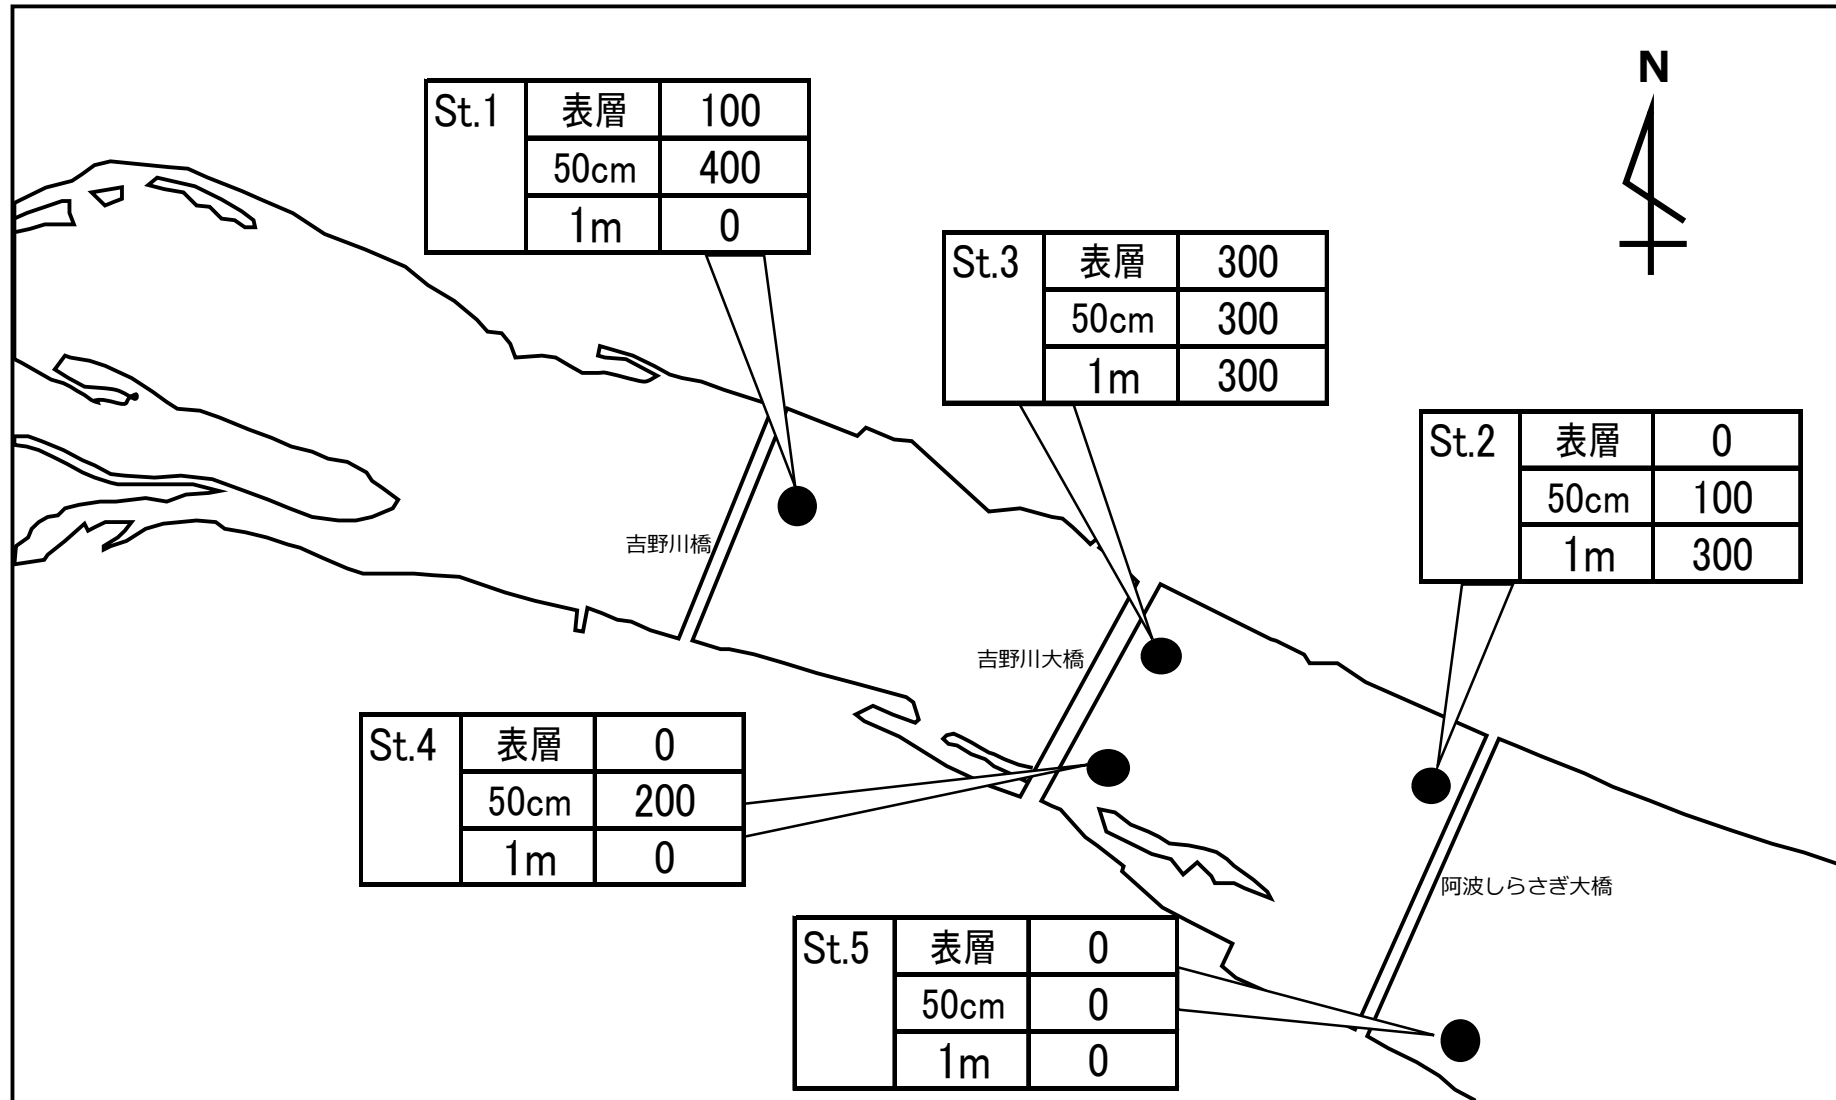 N
St.1 表層 100
50cm 400
1m 0
St.3 表層 300
50cm 300
1m 300
St.2 表層 0
50cm 100
1m 300
吉野川橋
吉野川大橋
St.4 表層 0
50cm 200
1m 0
阿波しらさぎ大橋
St.5 表層 0
50cm 0
1m 0